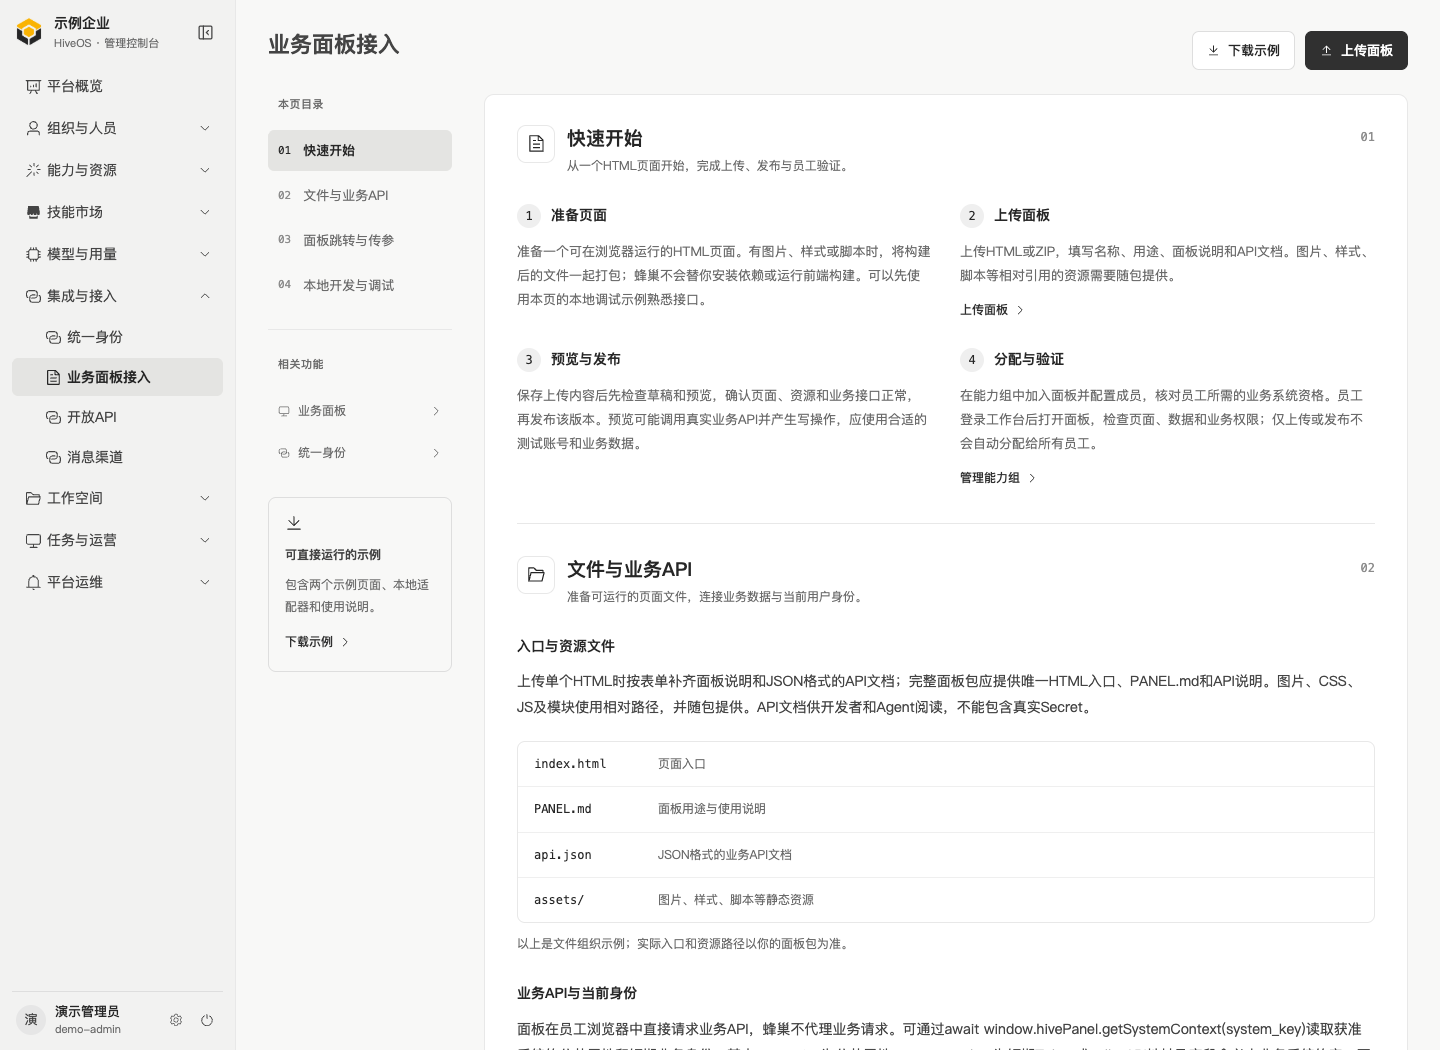 示例企业
HiveOS · 管理控制台
平台概览
组织与人员
能力与资源
技能市场
模型与用量
集成与接入
统一身份
业务面板接入
开放API
消息渠道
工作空间
任务与运营
平台运维
演
演示管理员
demo-admin
业务面板接入
下载示例
上传面板
本页目录
01 快速开始
02 文件与业务API
03 面板跳转与传参
04 本地开发与调试
相关功能
业务面板
统一身份
可直接运行的示例
包含两个示例页面、本地适
配器和使用说明。
下载示例
快速开始
01
从一个HTML页面开始，完成上传、发布与员工验证。
1 准备页面
准备一个可在浏览器运行的HTML页面。有图片、样式或脚本时，将构建
后的文件一起打包；蜂巢不会替你安装依赖或运行前端构建。可以先使
用本页的本地调试示例熟悉接口。
2 上传面板
上传HTML或ZIP，填写名称、用途、面板说明和API文档。图片、样式、
脚本等相对引用的资源需要随包提供。
上传面板
3 预览与发布
保存上传内容后先检查草稿和预览，确认页面、资源和业务接口正常，
再发布该版本。预览可能调用真实业务API并产生写操作，应使用合适的
测试账号和业务数据。
4 分配与验证
在能力组中加入面板并配置成员，核对员工所需的业务系统资格。员工
登录工作台后打开面板，检查页面、数据和业务权限；仅上传或发布不
会自动分配给所有员工。
管理能力组
文件与业务API
02
准备可运行的页面文件，连接业务数据与当前用户身份。
入口与资源文件
上传单个HTML时按表单补齐面板说明和JSON格式的API文档；完整面板包应提供唯一HTML入口、PANEL.md和API说明。图片、CSS、
JS及模块使用相对路径，并随包提供。API文档供开发者和Agent阅读，不能包含真实Secret。
index.html 页面入口
PANEL.md 面板用途与使用说明
api.json JSON格式的业务API文档
assets/ 图片、样式、脚本等静态资源
以上是文件组织示例；实际入口和资源路径以你的面板包为准。
业务API与当前身份
面板在员工浏览器中直接请求业务API，蜂巢不代理业务请求。可通过await window.hivePanel.getSystemContext(system_key)读取获准